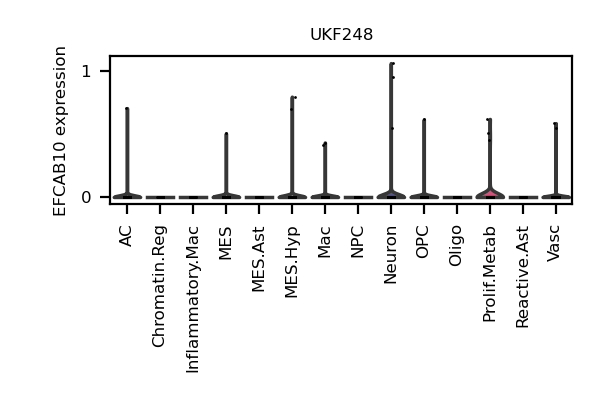 UKF248
EFCAB10 expression
1
0
AC
Chromatin.Reg
Inflammatory.Mac
MES
MES.Ast
MES.Hyp
Mac
NPC
Neuron
OPC
Oligo
Prolif.Metab
Reactive.Ast
Vasc